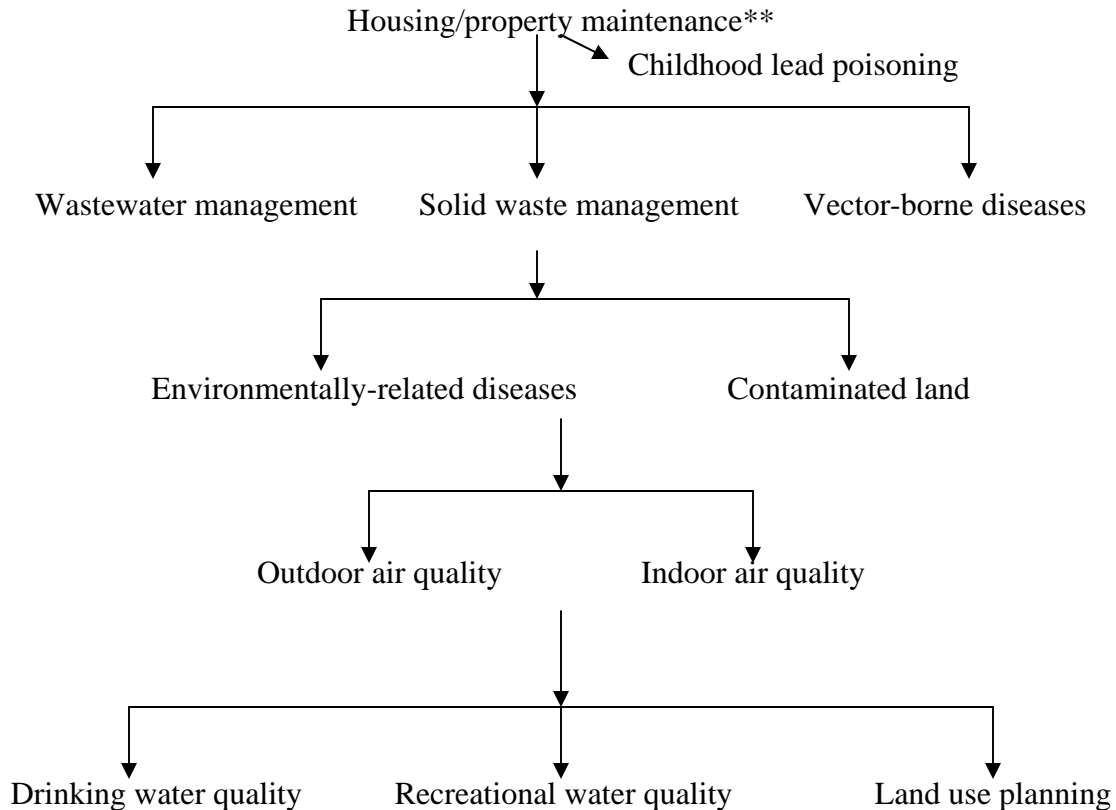 Housing/property maintenance**
Childhood lead poisoning
Wastewater management Solid waste management Vector-borne diseases
Environmentally-related diseases Contaminated land
Outdoor air quality Indoor air quality
Drinking water quality Recreational water quality Land use planning